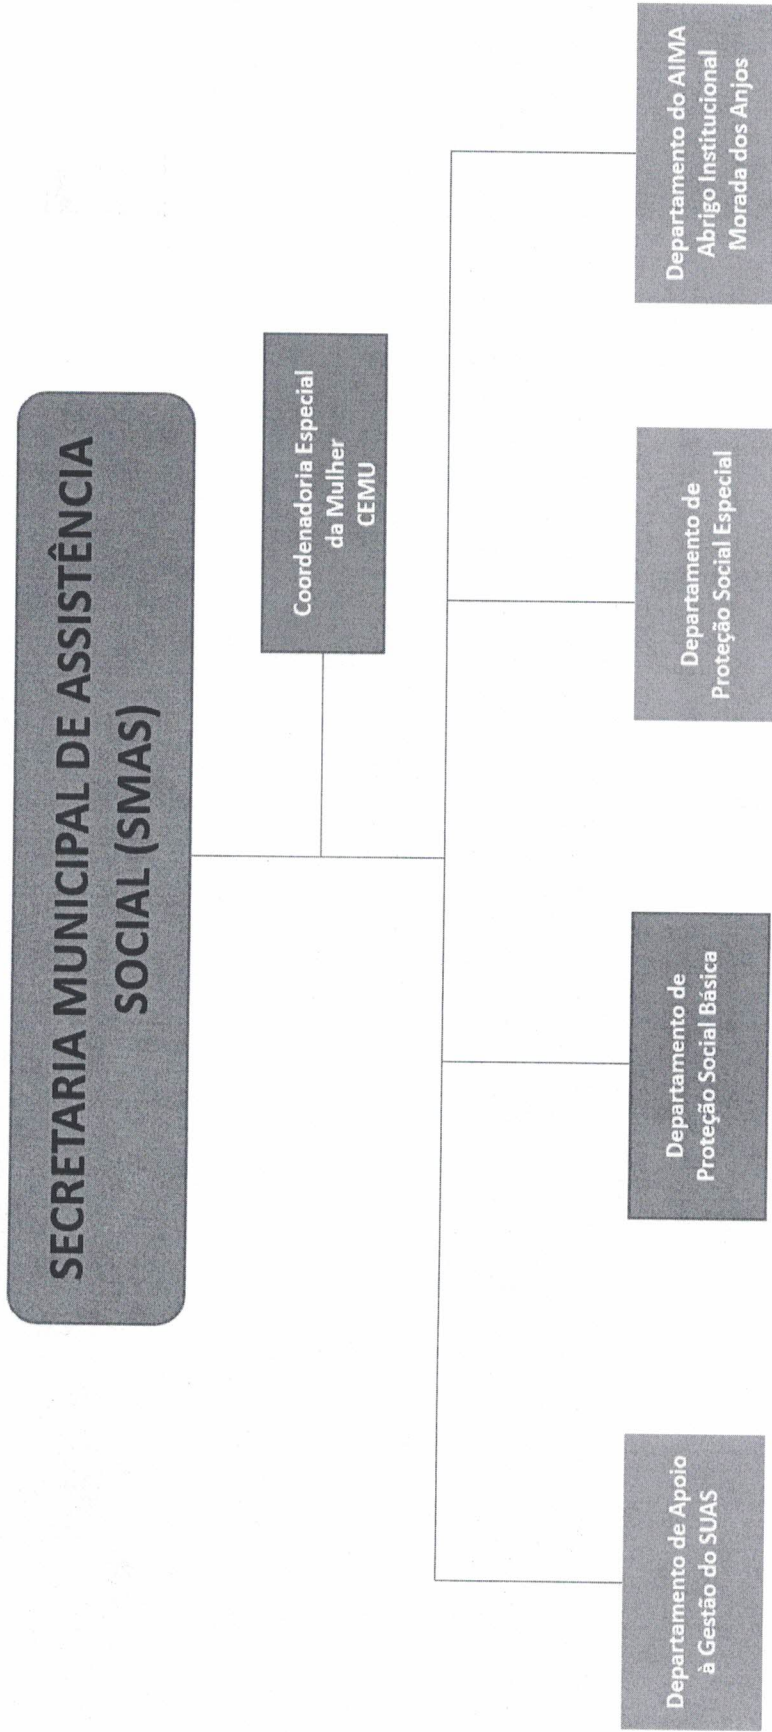 SECRETARIA MUNICIPAL DE ASSISTÊNCIA
SOCIAL (SMAS)
Coordenadoria Especial
da Mulher
CEMU
Departamento de Apoio
à Gestão do SUAS
Departamento de
Proteção Social Básica
Departamento de
Proteção Social Especial
Departamento do AIMA
Abrigo Institucional
Morada dos Anjos